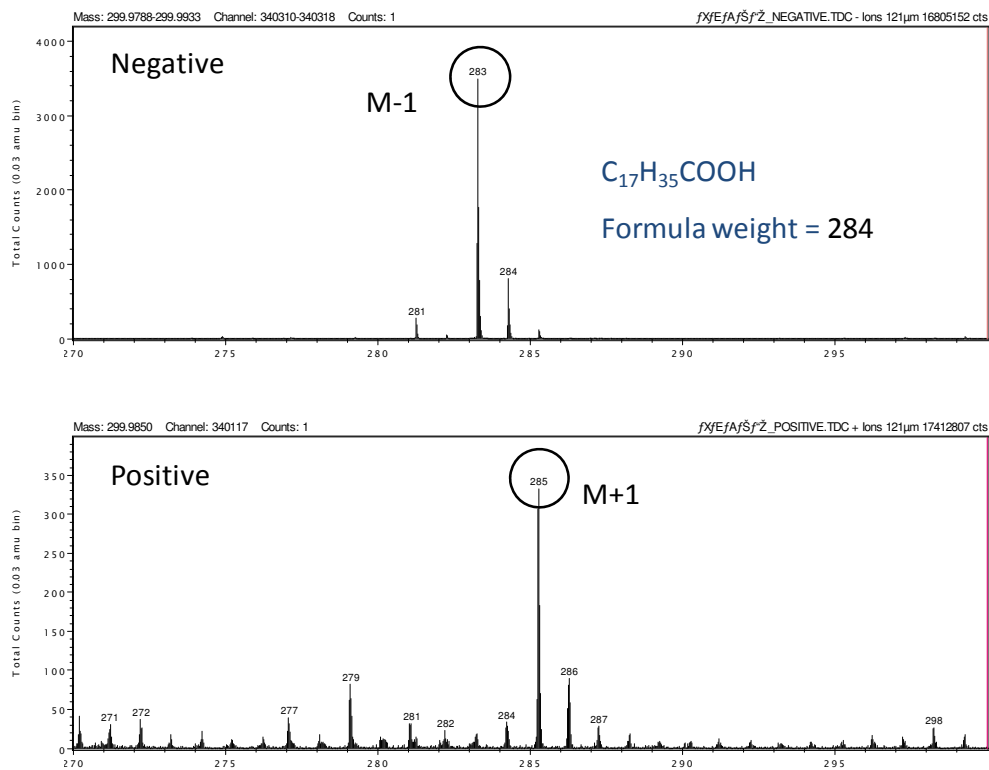 Mass: 299.9788-299.9933 Channel: 340310-340318 Counts: 1 ƒXƒEƒAƒŠƒ“Ž_NEGATIVE.TDC - Ions 121µm 16805152 cts
Negative
M-1
283
C₁₇H₃₅COOH
Formula weight = 284
284
281
Total Counts (0.03 amu bin)
4000
3000
2000
1000
0
270 275 280 285 290 295
Mass: 299.9850 Channel: 340117 Counts: 1 ƒXƒEƒAƒŠƒ“Ž_POSITIVE.TDC + Ions 121µm 17412807 cts
Positive
285
M+1
Total Counts (0.03 amu bin)
350
300
250
200
150
100
50
0
271 272 277 279 281 282 284 286 287 298
270 275 280 285 290 295